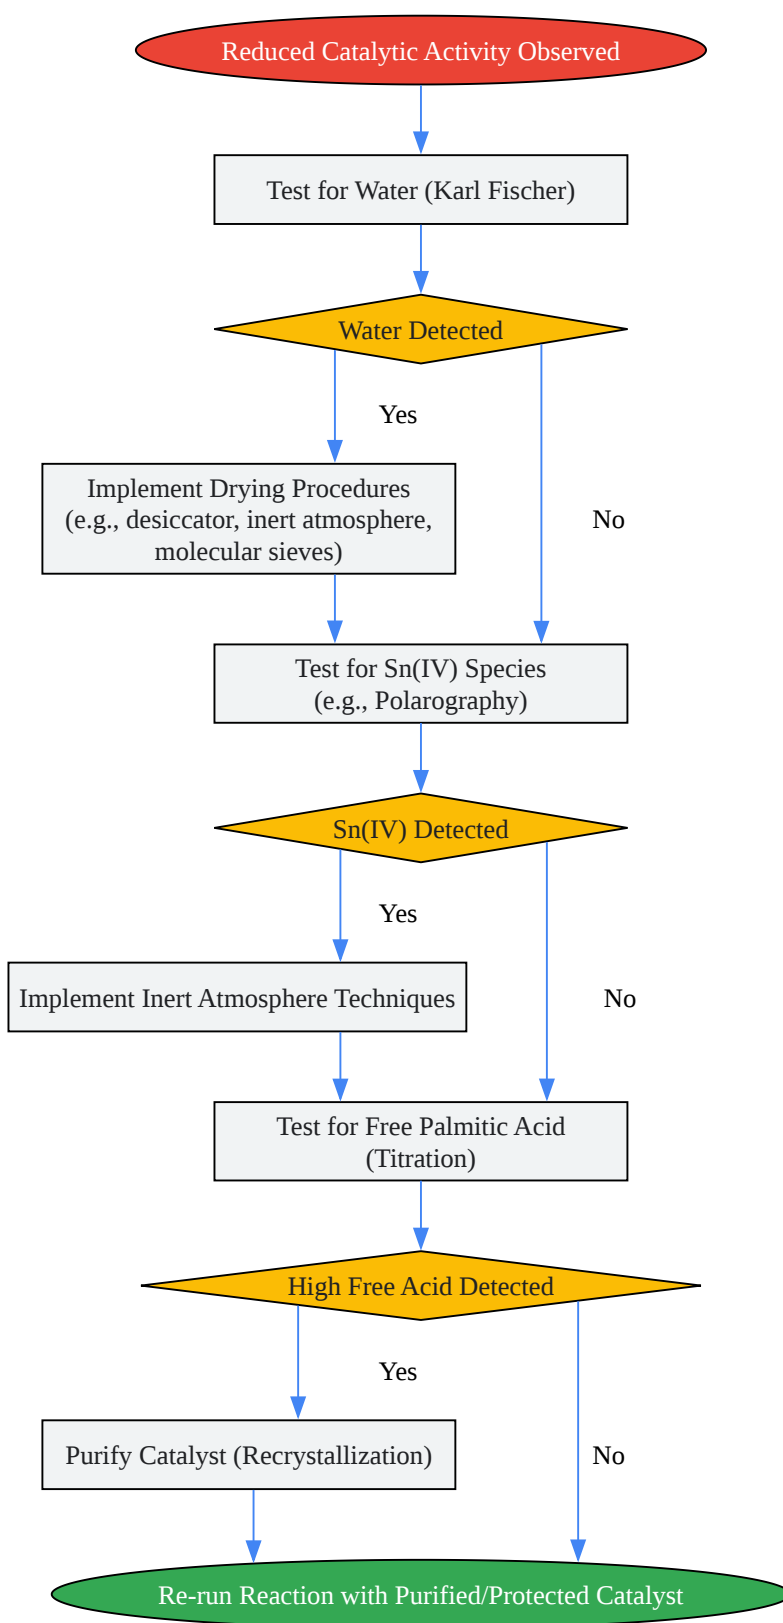 Reduced Catalytic Activity Observed
Test for Water (Karl Fischer)
Water Detected
Yes
Implement Drying Procedures
(e.g., desiccator, inert atmosphere,
molecular sieves)
No
Test for Sn(IV) Species
(e.g., Polarography)
Sn(IV) Detected
Yes
Implement Inert Atmosphere Techniques
No
Test for Free Palmitic Acid
(Titration)
High Free Acid Detected
Yes
Purify Catalyst (Recrystallization)
No
Re-run Reaction with Purified/Protected Catalyst